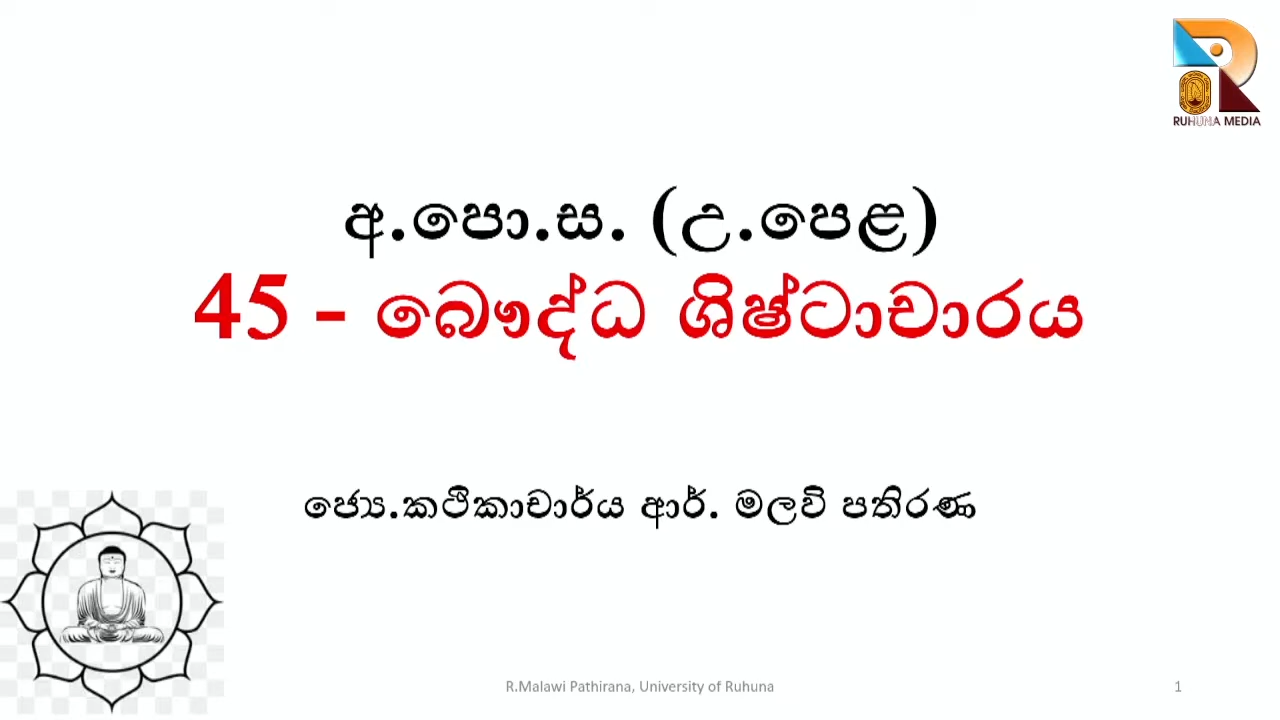 RUHUNA MEDIA
අ.පො.ස. (උ.පෙළ)
45 - බෞද්ධ ශිෂ්ටාචාරය
ජ්‍යෙ.කථිකාචාර්ය ආර්. මලවි පතිරණ
R.Malawi Pathirana, University of Ruhuna
1